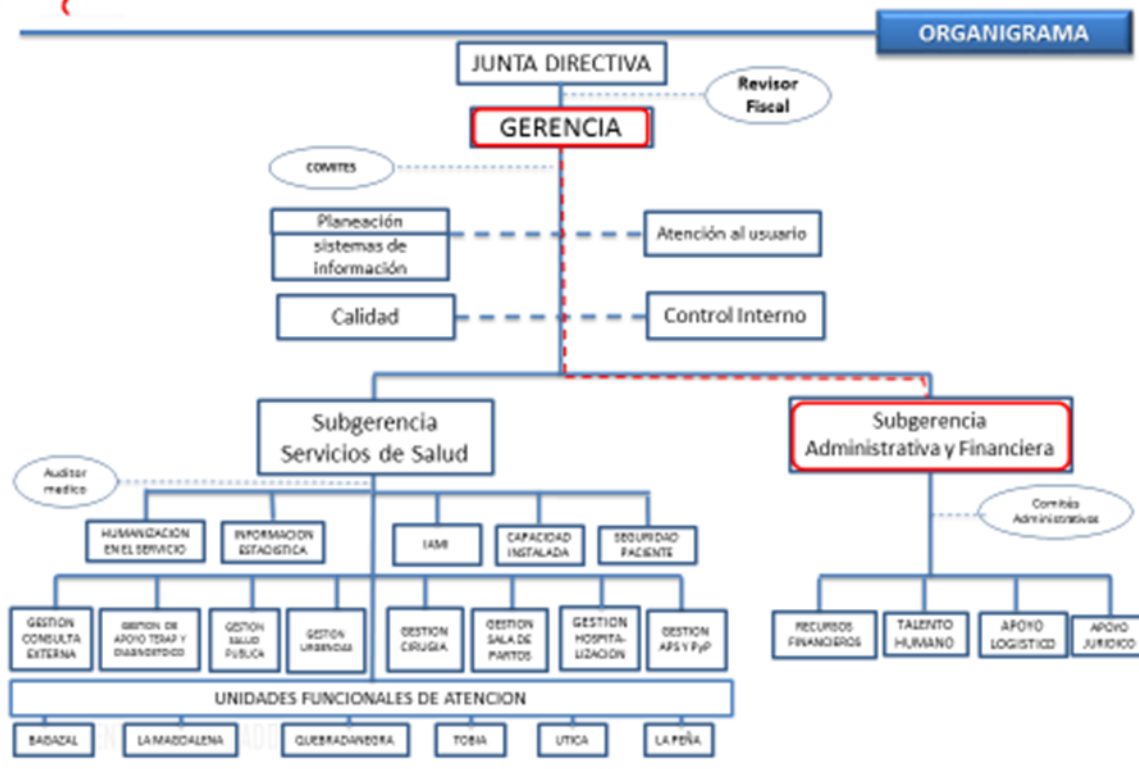 ORGANIGRAMA
JUNTA DIRECTIVA
Revisor
Fiscal
GERENCIA
COMITES
Planeación
sistemas de
información
Atención al usuario
Calidad
Control Interno
Subgerencia
Servicios de Salud
Subgerencia
Administrativa y Financiera
Auditor
medico
Comités
Administrativos
HUMANIZACION
EN EL SERVICIO
INFORMACION
ESTADISTICA
IAMI
CAPACIDAD
INSTALADA
SEGURIDAD
PACIENTE
GESTION
CONSULTA
EXTERNA
GESTION DE
APOYO TERAP Y
DIAGNOSTICO
GESTION
SALUD
PUBLICA
GESTION
URGENCIAS
GESTION
CIRUGIA
GESTION
SALA DE
PARTOS
GESTION
HOSPITA-
LIZACION
GESTION
APS Y PyP
RECURSOS
FINANCIEROS
TALENTO
HUMANO
APOYO
LOGISTICO
APOYO
JURIDICO
UNIDADES FUNCIONALES DE ATENCION
BAGAZAL
LA MAGDALENA
QUEBRADANEGRA
TOBIA
UTICA
LA PEÑA